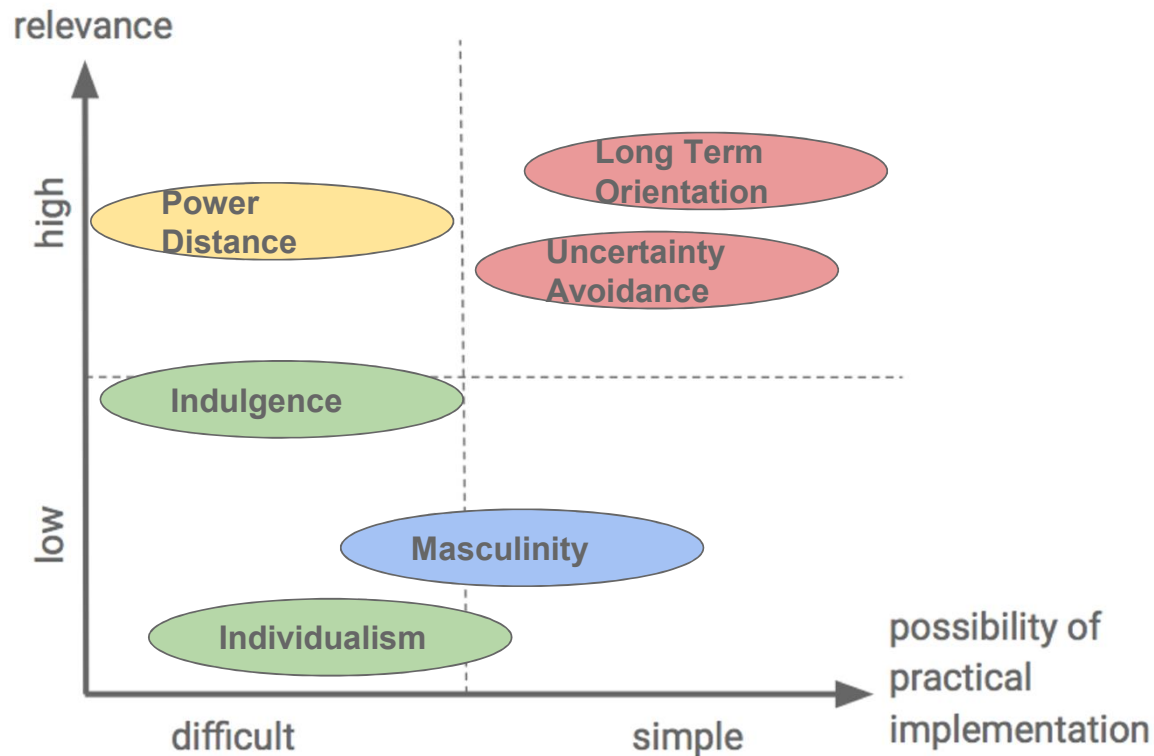 relevance
high
low
Power
Distance
Long Term
Orientation
Uncertainty
Avoidance
Indulgence
Masculinity
Individualism
difficult
simple
possibility of
practical
implementation